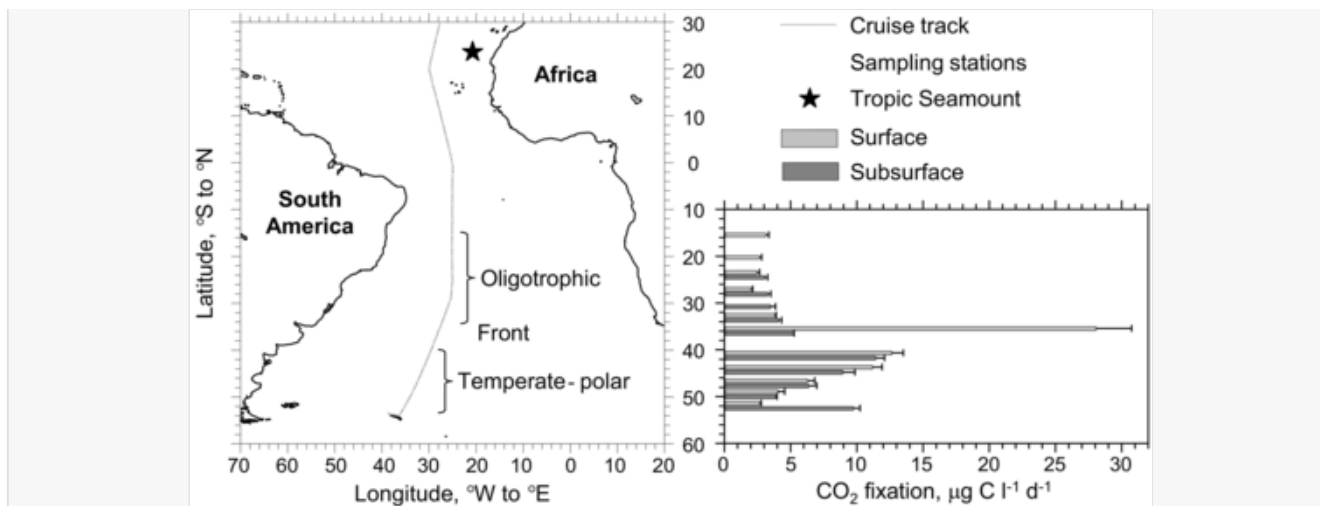 30
20
10
0
10
20
30
40
50
60
Latitude, °S to °N
70 60 50 40 30 20 10 0 10 20
Longitude, °W to °E
South
America
Africa
Oligotrophic
Front
Temperate-polar
Cruise track
Sampling stations
Tropic Seamount
Surface
Subsurface
0 5 10 15 20 25 30
CO₂ fixation, µg C l⁻¹ d⁻¹